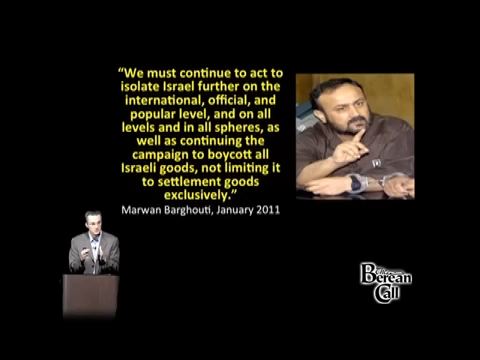 “We must continue to act to
isolate Israel further on the
international, official, and
popular level, and on all
levels and in all spheres, as
well as continuing the
campaign to boycott all
Israeli goods, not limiting it
to settlement goods
exclusively.”
Marwan Barghouti, January 2011
The
Berean
Call